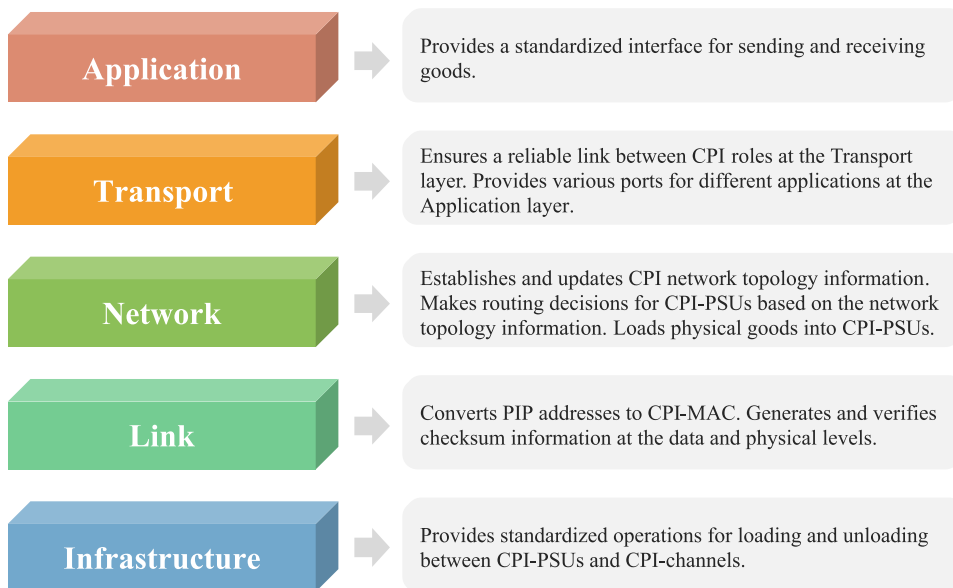 Application
Provides a standardized interface for sending and receiving
goods.
Transport
Ensures a reliable link between CPI roles at the Transport
layer. Provides various ports for different applications at the
Application layer.
Network
Establishes and updates CPI network topology information.
Makes routing decisions for CPI-PSUs based on the network
topology information. Loads physical goods into CPI-PSUs.
Link
Converts PIP addresses to CPI-MAC. Generates and verifies
checksum information at the data and physical levels.
Infrastructure
Provides standardized operations for loading and unloading
between CPI-PSUs and CPI-channels.